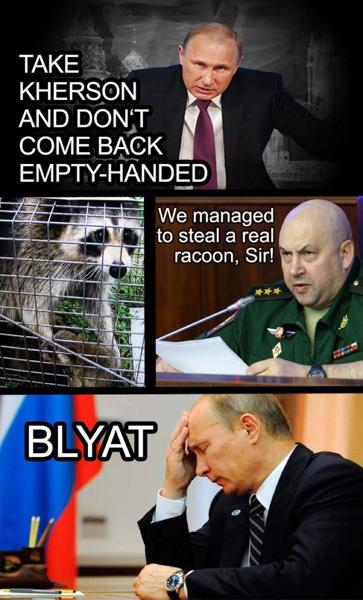 TAKE
KHERSON
AND DON'T
COME BACK
EMPTY-HANDED
We managed
to steal a real
racoon, Sir!
BLYAT